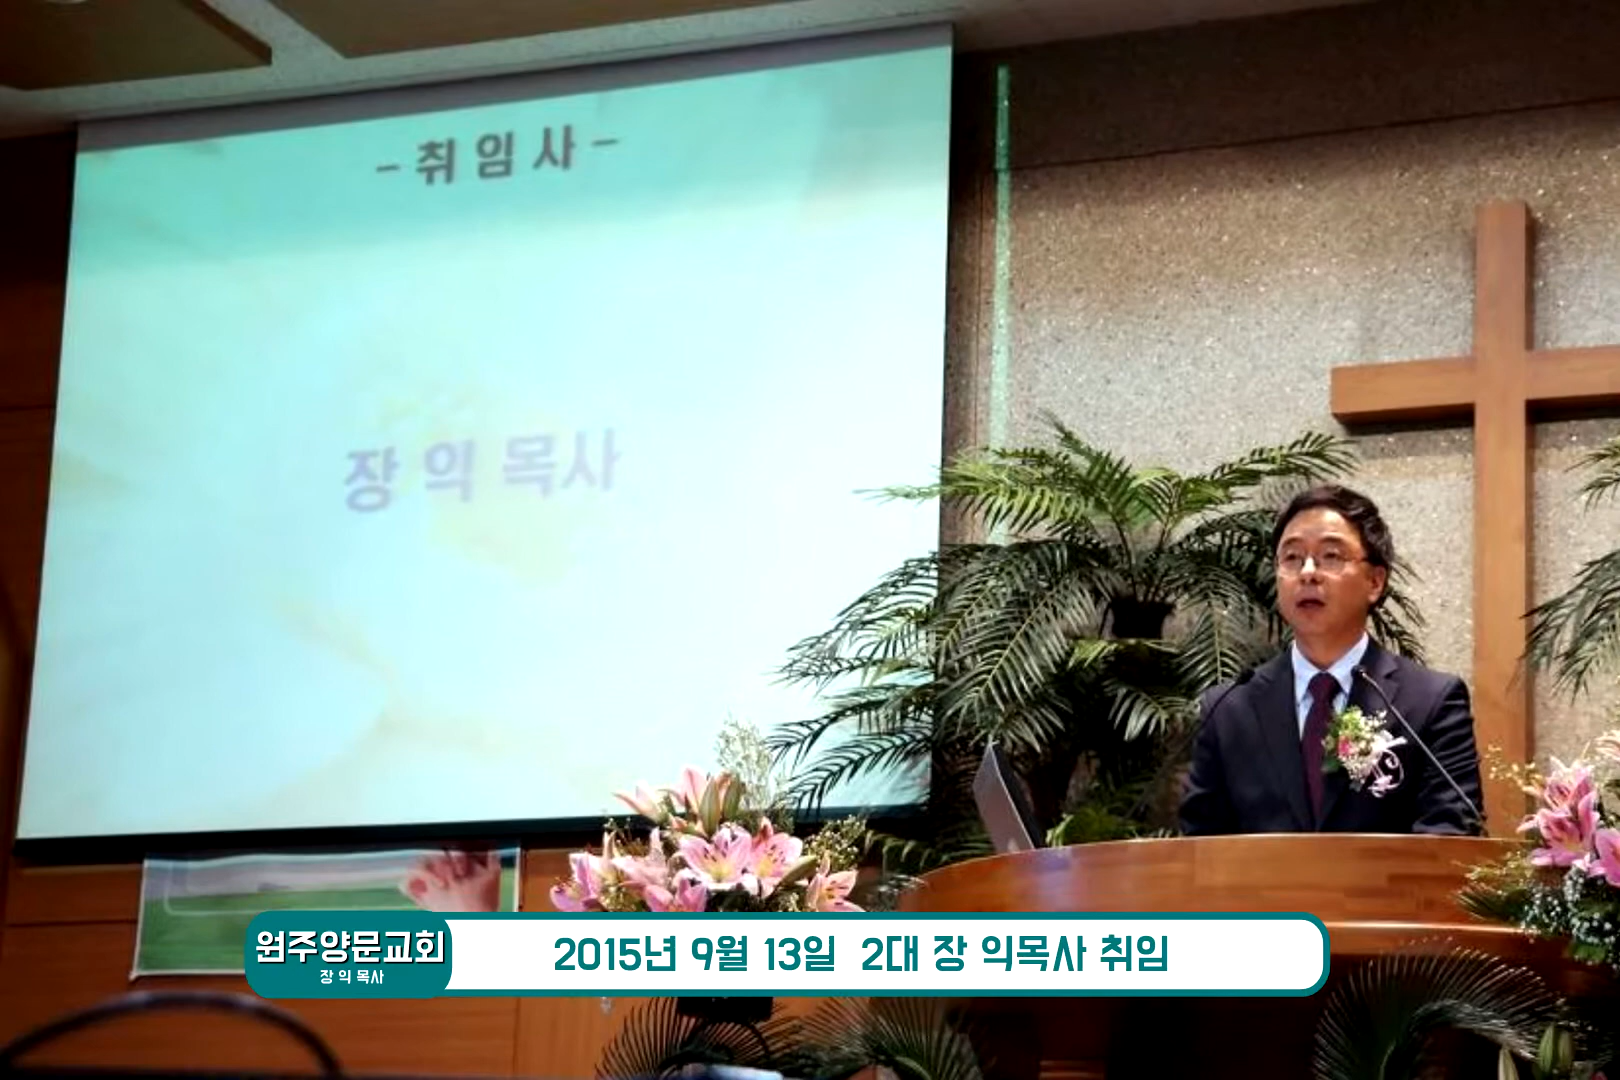 - 취 임 사 -
장 익 목사
원주양문교회
장 익 목사
2015년 9월 13일 2대 장 익목사 취임